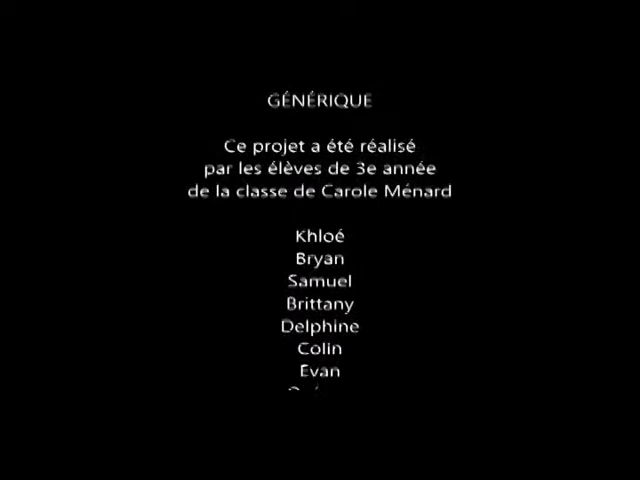 GÉNÉRIQUE
Ce projet a été réalisé
par les élèves de 3e année
de la classe de Carole Ménard
Khloé
Bryan
Samuel
Brittany
Delphine
Colin
Evan